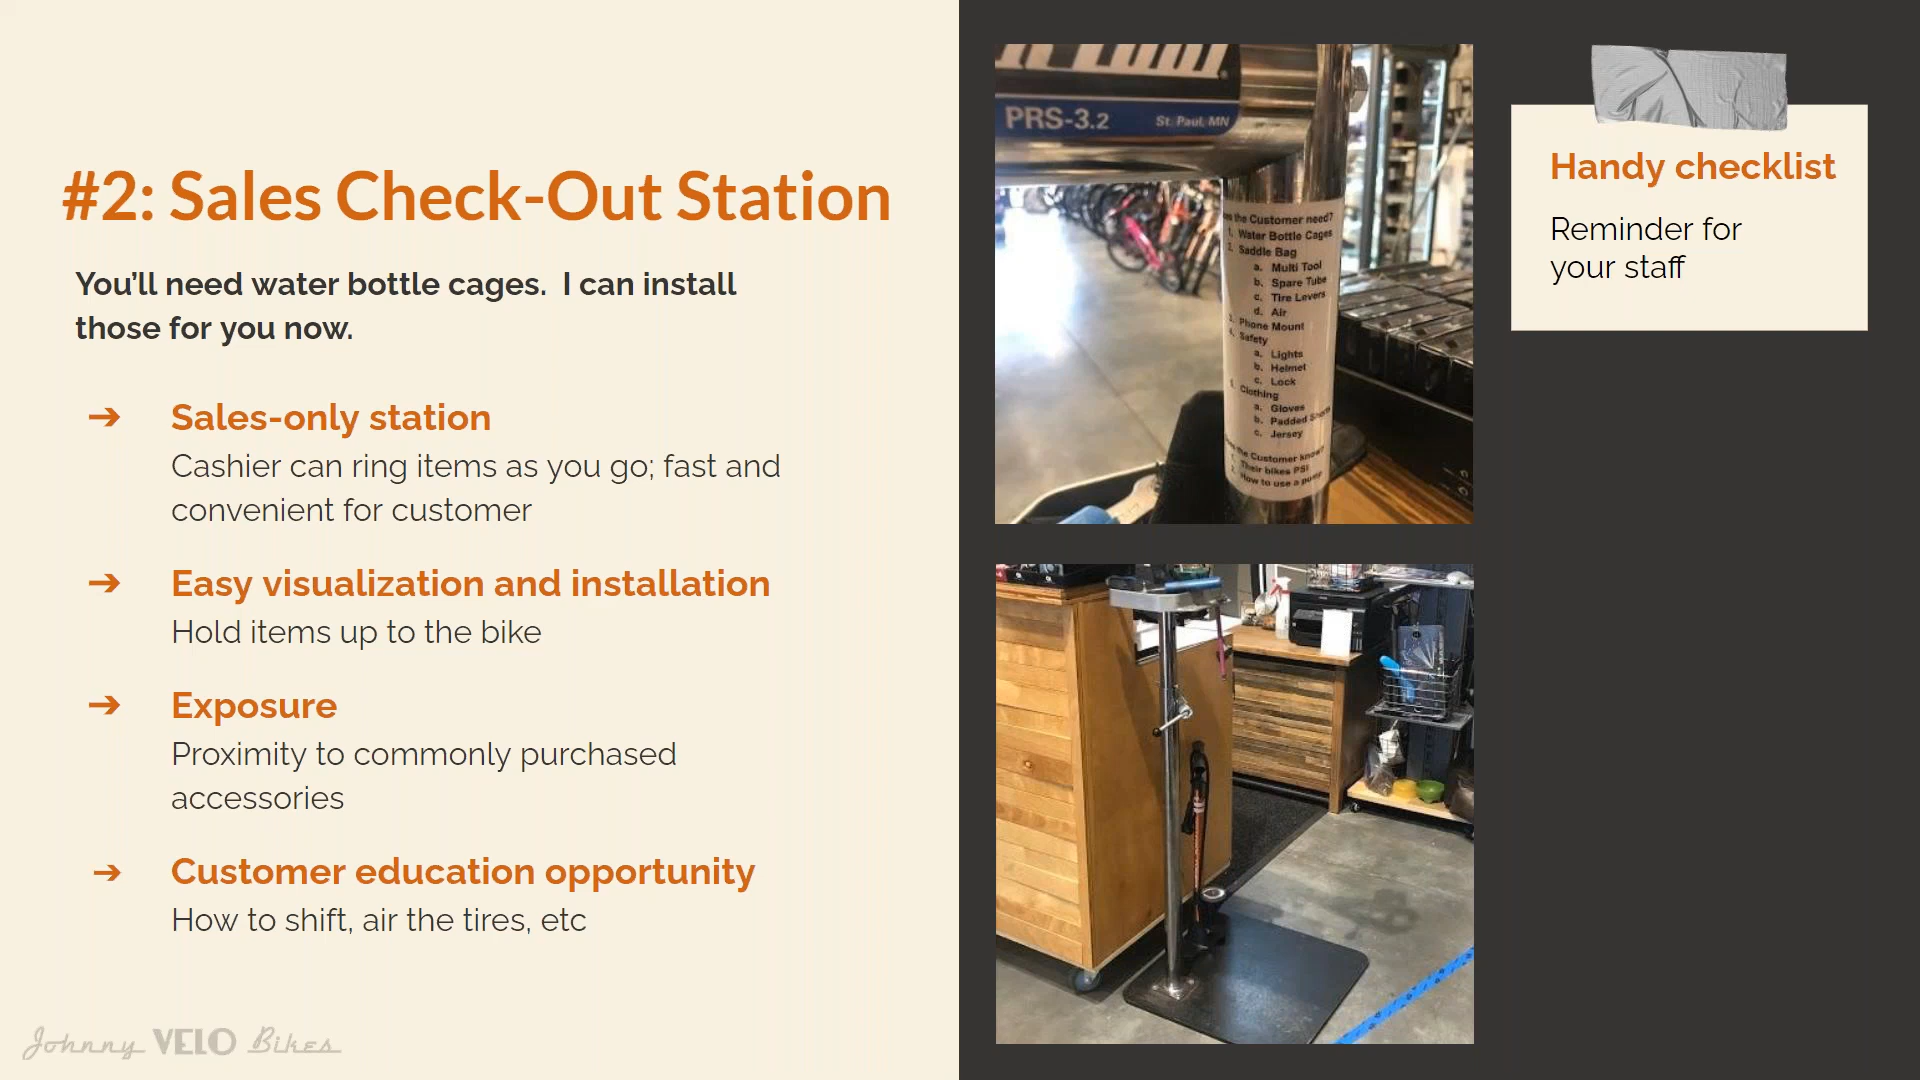 #2: Sales Check-Out Station
You’ll need water bottle cages.  I can install
those for you now.
➔ Sales-only station
Cashier can ring items as you go; fast and
convenient for customer
➔ Easy visualization and installation
Hold items up to the bike
➔ Exposure
Proximity to commonly purchased
accessories
➔ Customer education opportunity
How to shift, air the tires, etc
Johnny VELO Bikes
PRS-3.2 St. Paul, MN
the Customer need?
1. Water Bottle Cages
2. Saddle Bag
a. Multi Tool
b. Spare Tube
c. Tire Levers
d. Air
3. Phone Mount
4. Safety
a. Lights
b. Helmet
c. Lock
Clothing
a. Gloves
b. Padded Shorts
c. Jersey
the Customer know?
Their bikes PSI
How to use a pump
Handy checklist
Reminder for
your staff